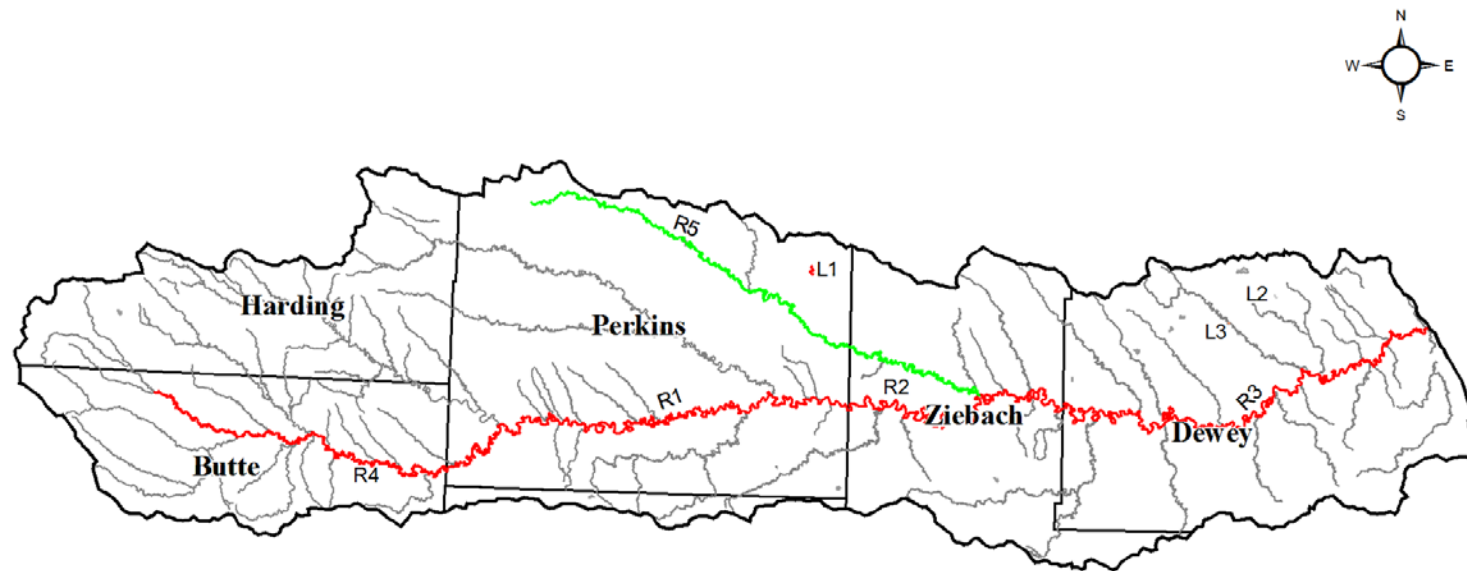 N
W E
S
R5
L1
L2
Harding
Perkins
L3
R2
R1
R3
Ziebach
Dewey
Butte
R4